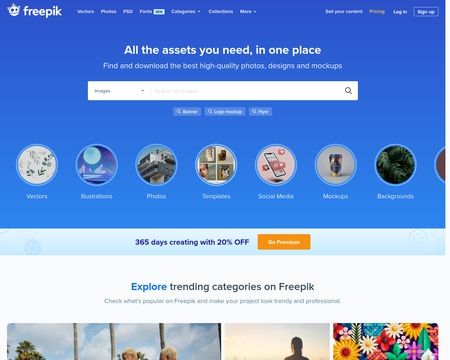 freepik Vectors Photos PSD Fonts NEW Categories Collections More Sell your content Pricing Log in Sign up
All the assets you need, in one place
Find and download the best high-quality photos, designs and mockups
Images Search all images
Banner Logo mockup Flyer
Vectors Illustrations Photos Templates Social Media Mockups Backgrounds
365 days creating with 20% OFF Go Premium
Explore trending categories on Freepik
Check what's popular on Freepik and make your project look trendy and professional.